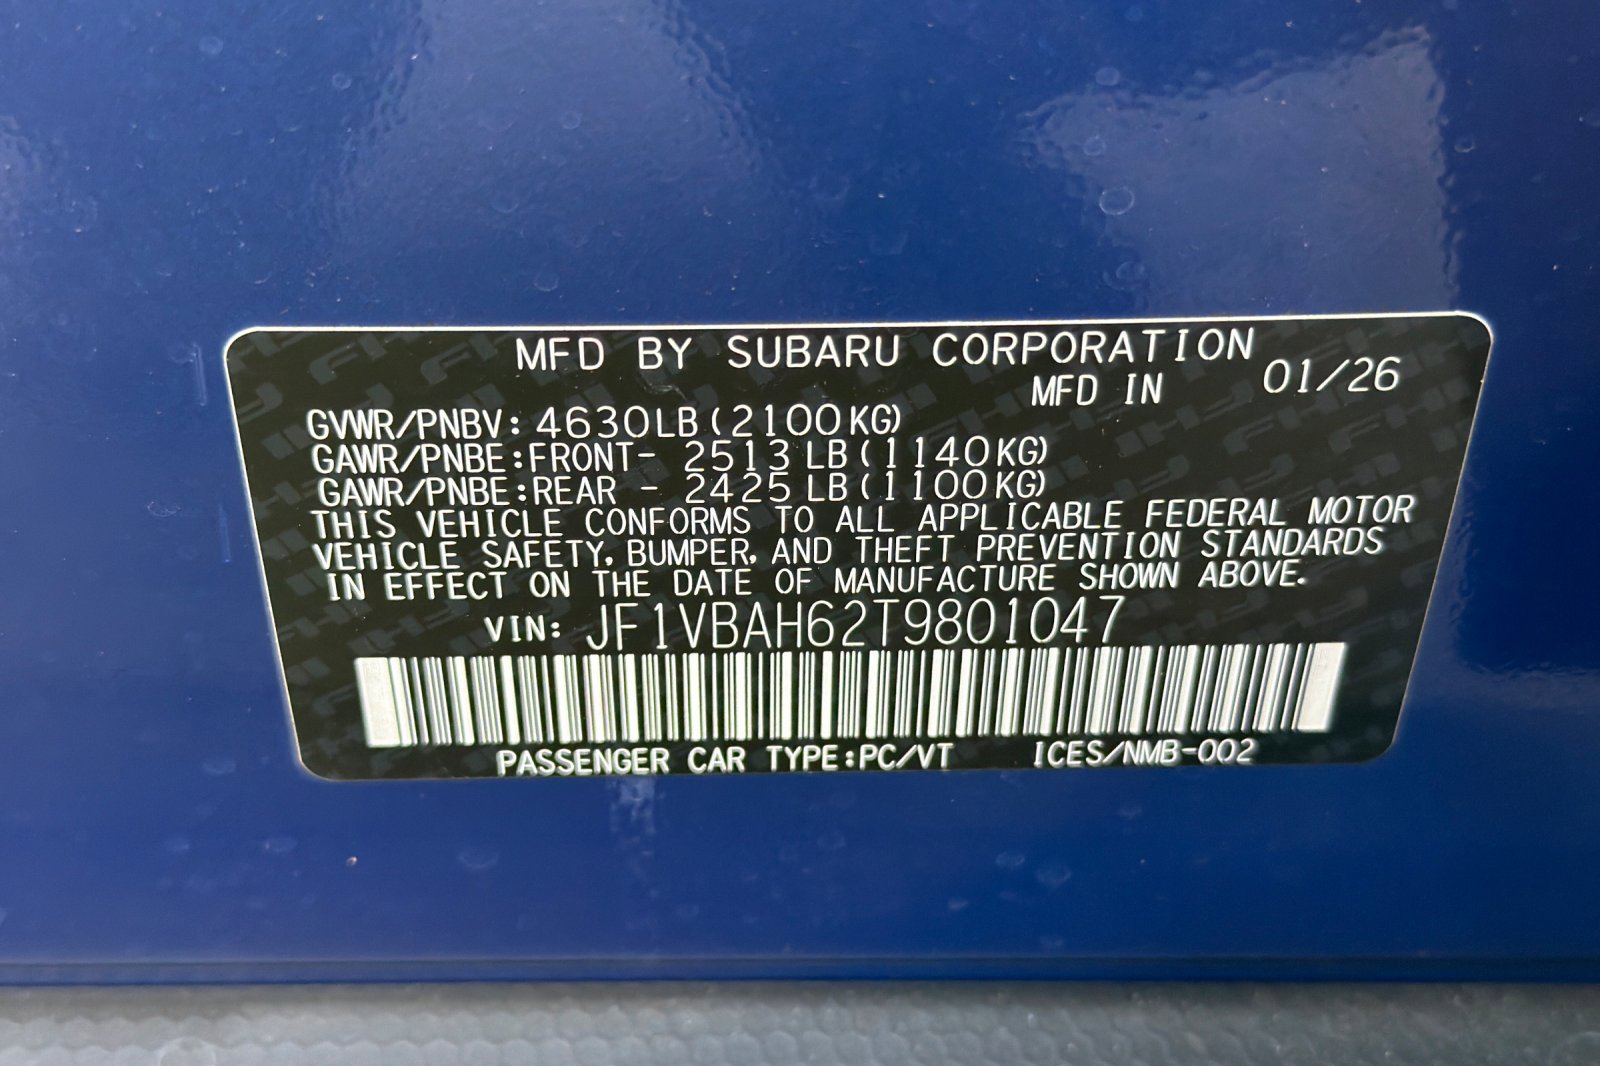 MFD BY SUBARU CORPORATION
MFD IN 01/26
GVWR/PNBV: 4630LB (2100KG)
GAWR/PNBE:FRONT- 2513 LB (1140KG)
GAWR/PNBE:REAR - 2425 LB (1100KG)
THIS VEHICLE CONFORMS TO ALL APPLICABLE FEDERAL MOTOR
VEHICLE SAFETY, BUMPER, AND THEFT PREVENTION STANDARDS
IN EFFECT ON THE DATE OF MANUFACTURE SHOWN ABOVE.
VIN: JF1VBAH62T9801047
PASSENGER CAR TYPE:PC/VT ICES/NMB-002